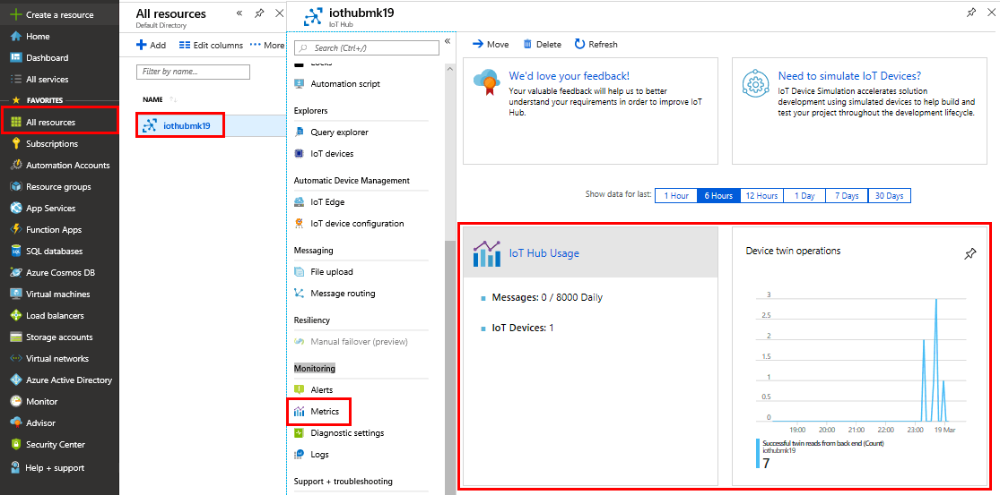 Create a resource
Home
Dashboard
All services
FAVORITES
All resources
Subscriptions
Automation Accounts
Resource groups
App Services
Function Apps
SQL databases
Azure Cosmos DB
Virtual machines
Load balancers
Storage accounts
Virtual networks
Azure Active Directory
Monitor
Advisor
Security Center
Help + support
All resources
Default Directory
Add
Edit columns
More
Filter by name...
NAME
iothubmk19
iothubmk19
IoT Hub
Search (Ctrl+/)
Locks
Automation script
Explorers
Query explorer
IoT devices
Automatic Device Management
IoT Edge
IoT device configuration
Messaging
File upload
Message routing
Resiliency
Manual failover (preview)
Monitoring
Alerts
Metrics
Diagnostic settings
Logs
Support + troubleshooting
Move
Delete
Refresh
We'd love your feedback!
Your valuable feedback will help us to better
understand your requirements in order to improve IoT
Hub.
Need to simulate IoT Devices?
IoT Device Simulation accelerates solution
development using simulated devices to help build and
test your project throughout the development lifecycle.
Show data for last:
1 Hour
6 Hours
12 Hours
1 Day
7 Days
30 Days
IoT Hub Usage
Messages: 0 / 8000 Daily
IoT Devices: 1
Device twin operations
3
2.5
2
1.5
1
0.5
0
19:00
20:00
21:00
22:00
23:00
19 Mar
Successful twin reads from back end (Count)
iothubmk19
7